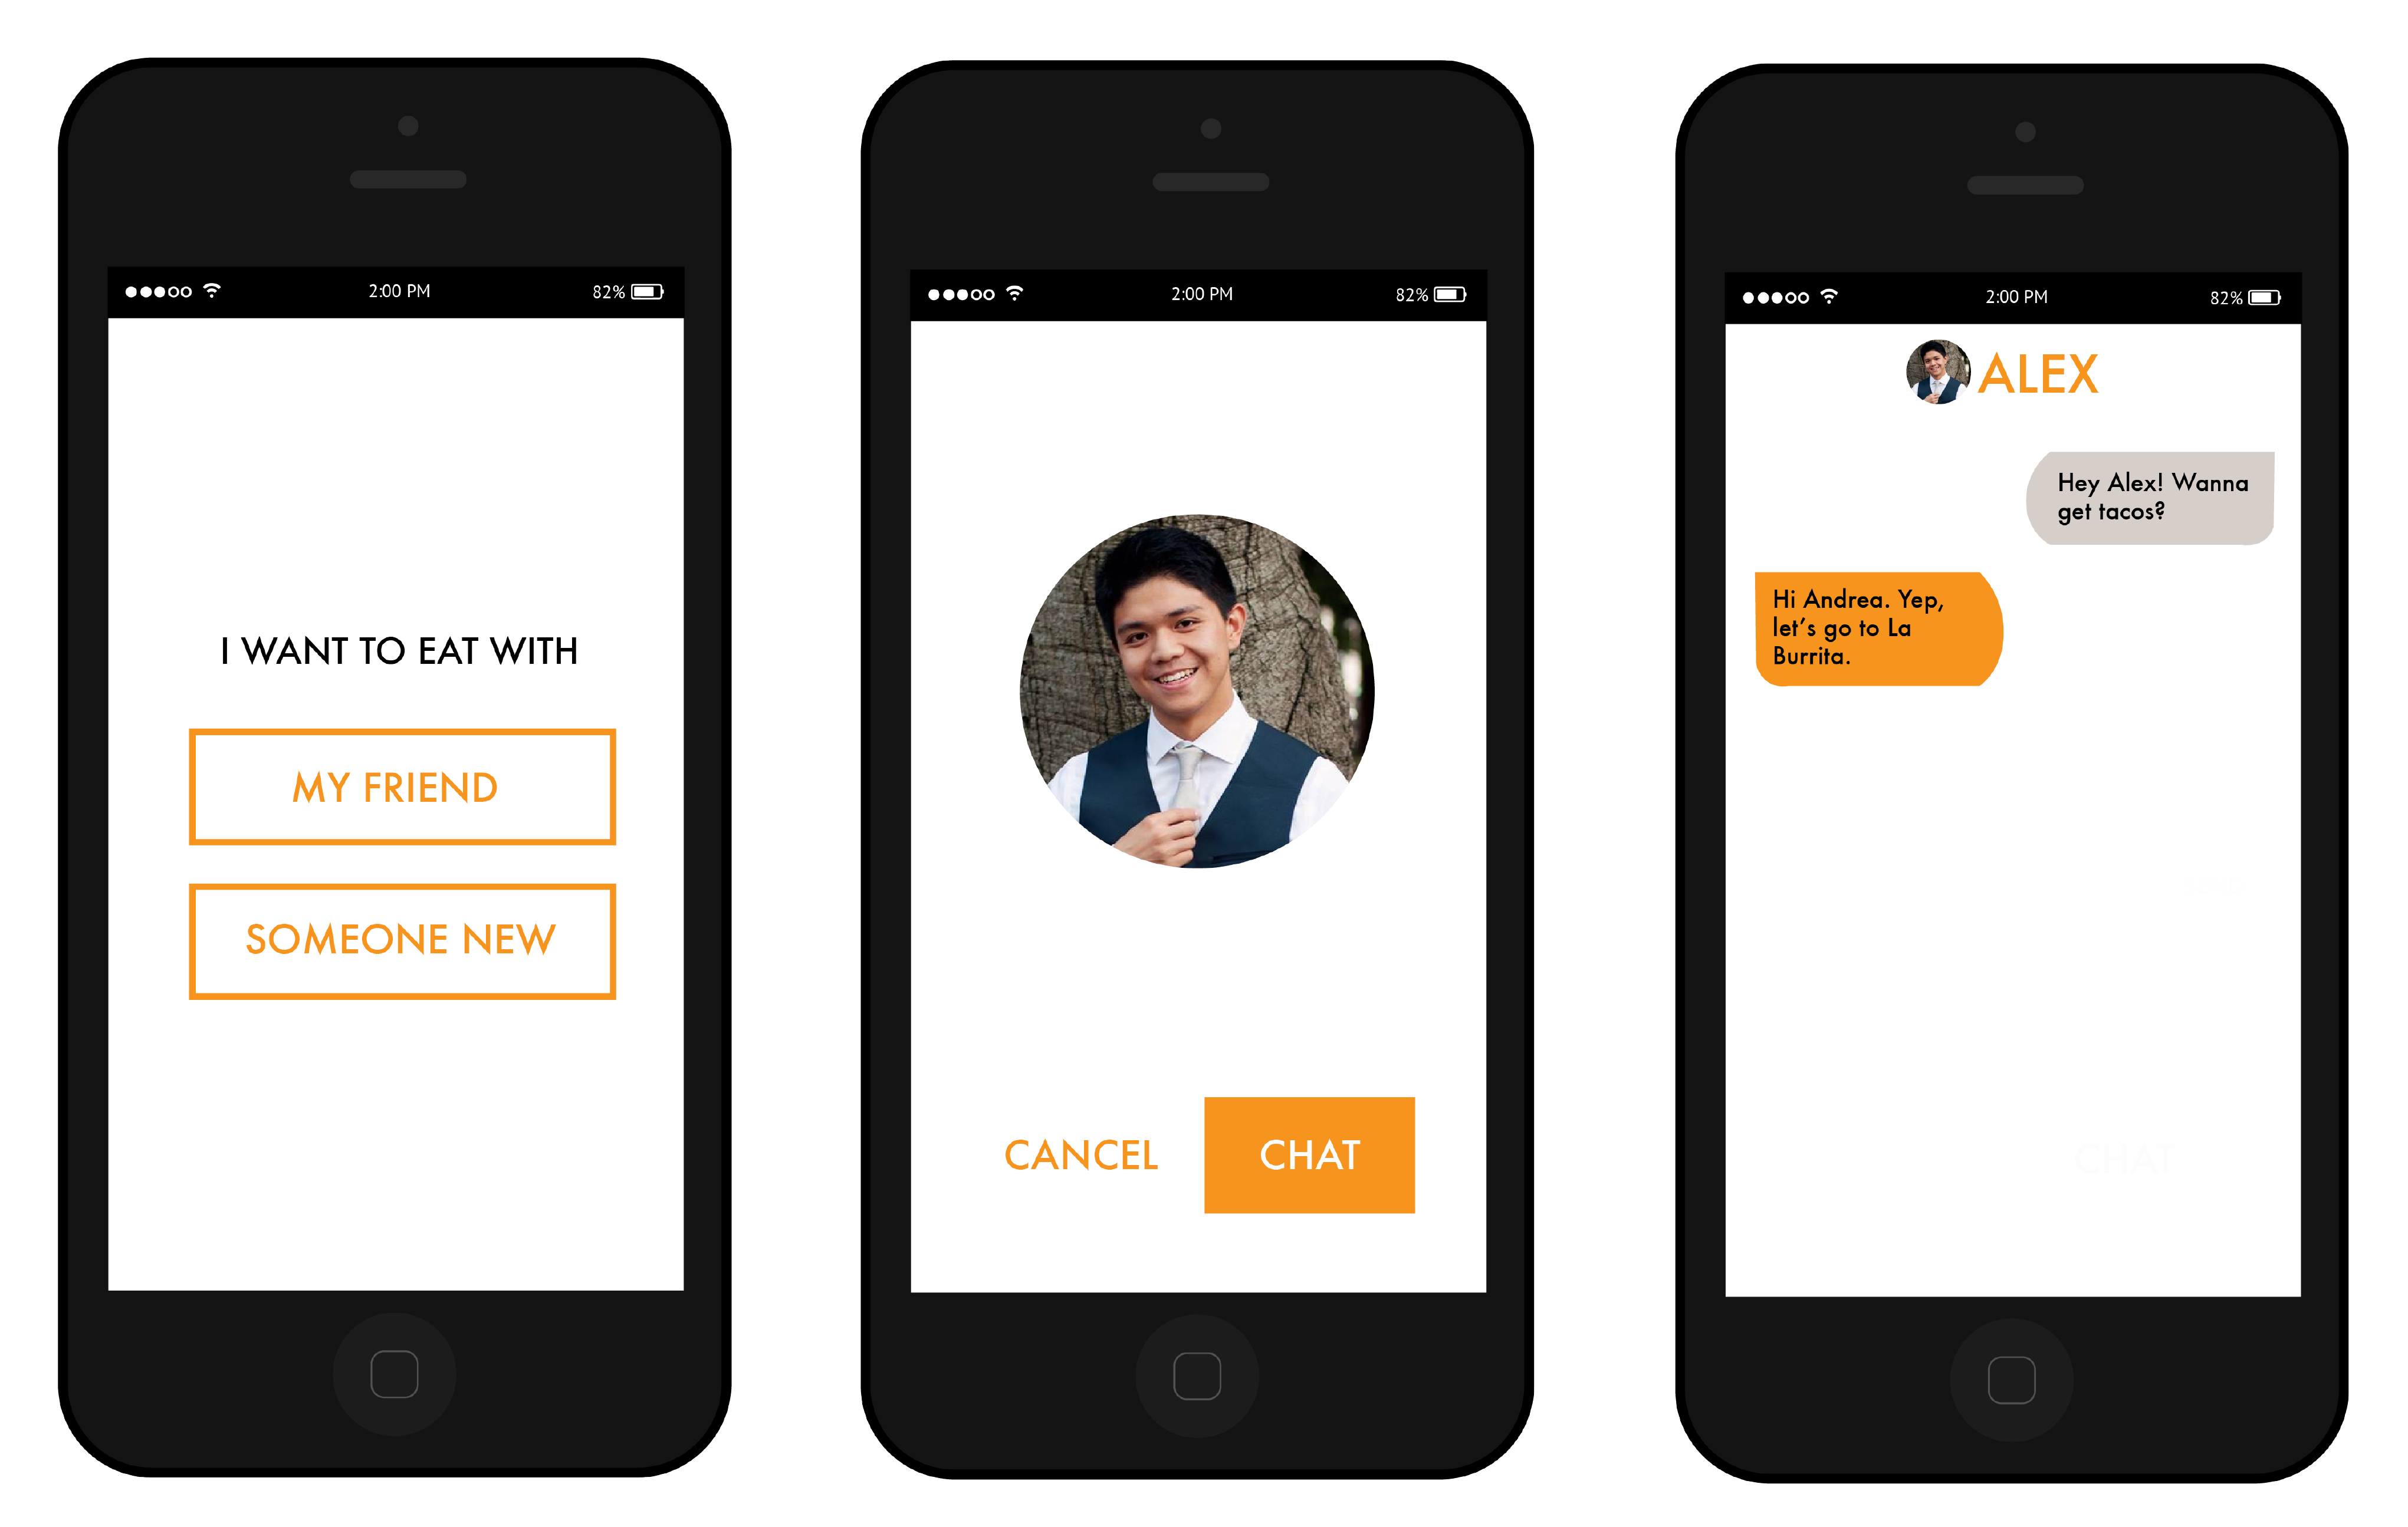 2:00 PM
82%
I WANT TO EAT WITH
MY FRIEND
SOMEONE NEW
2:00 PM
82%
CANCEL
CHAT
2:00 PM
82%
ALEX
Hey Alex! Wanna
get tacos?
Hi Andrea. Yep,
let's go to La
Burrita.
CHAT